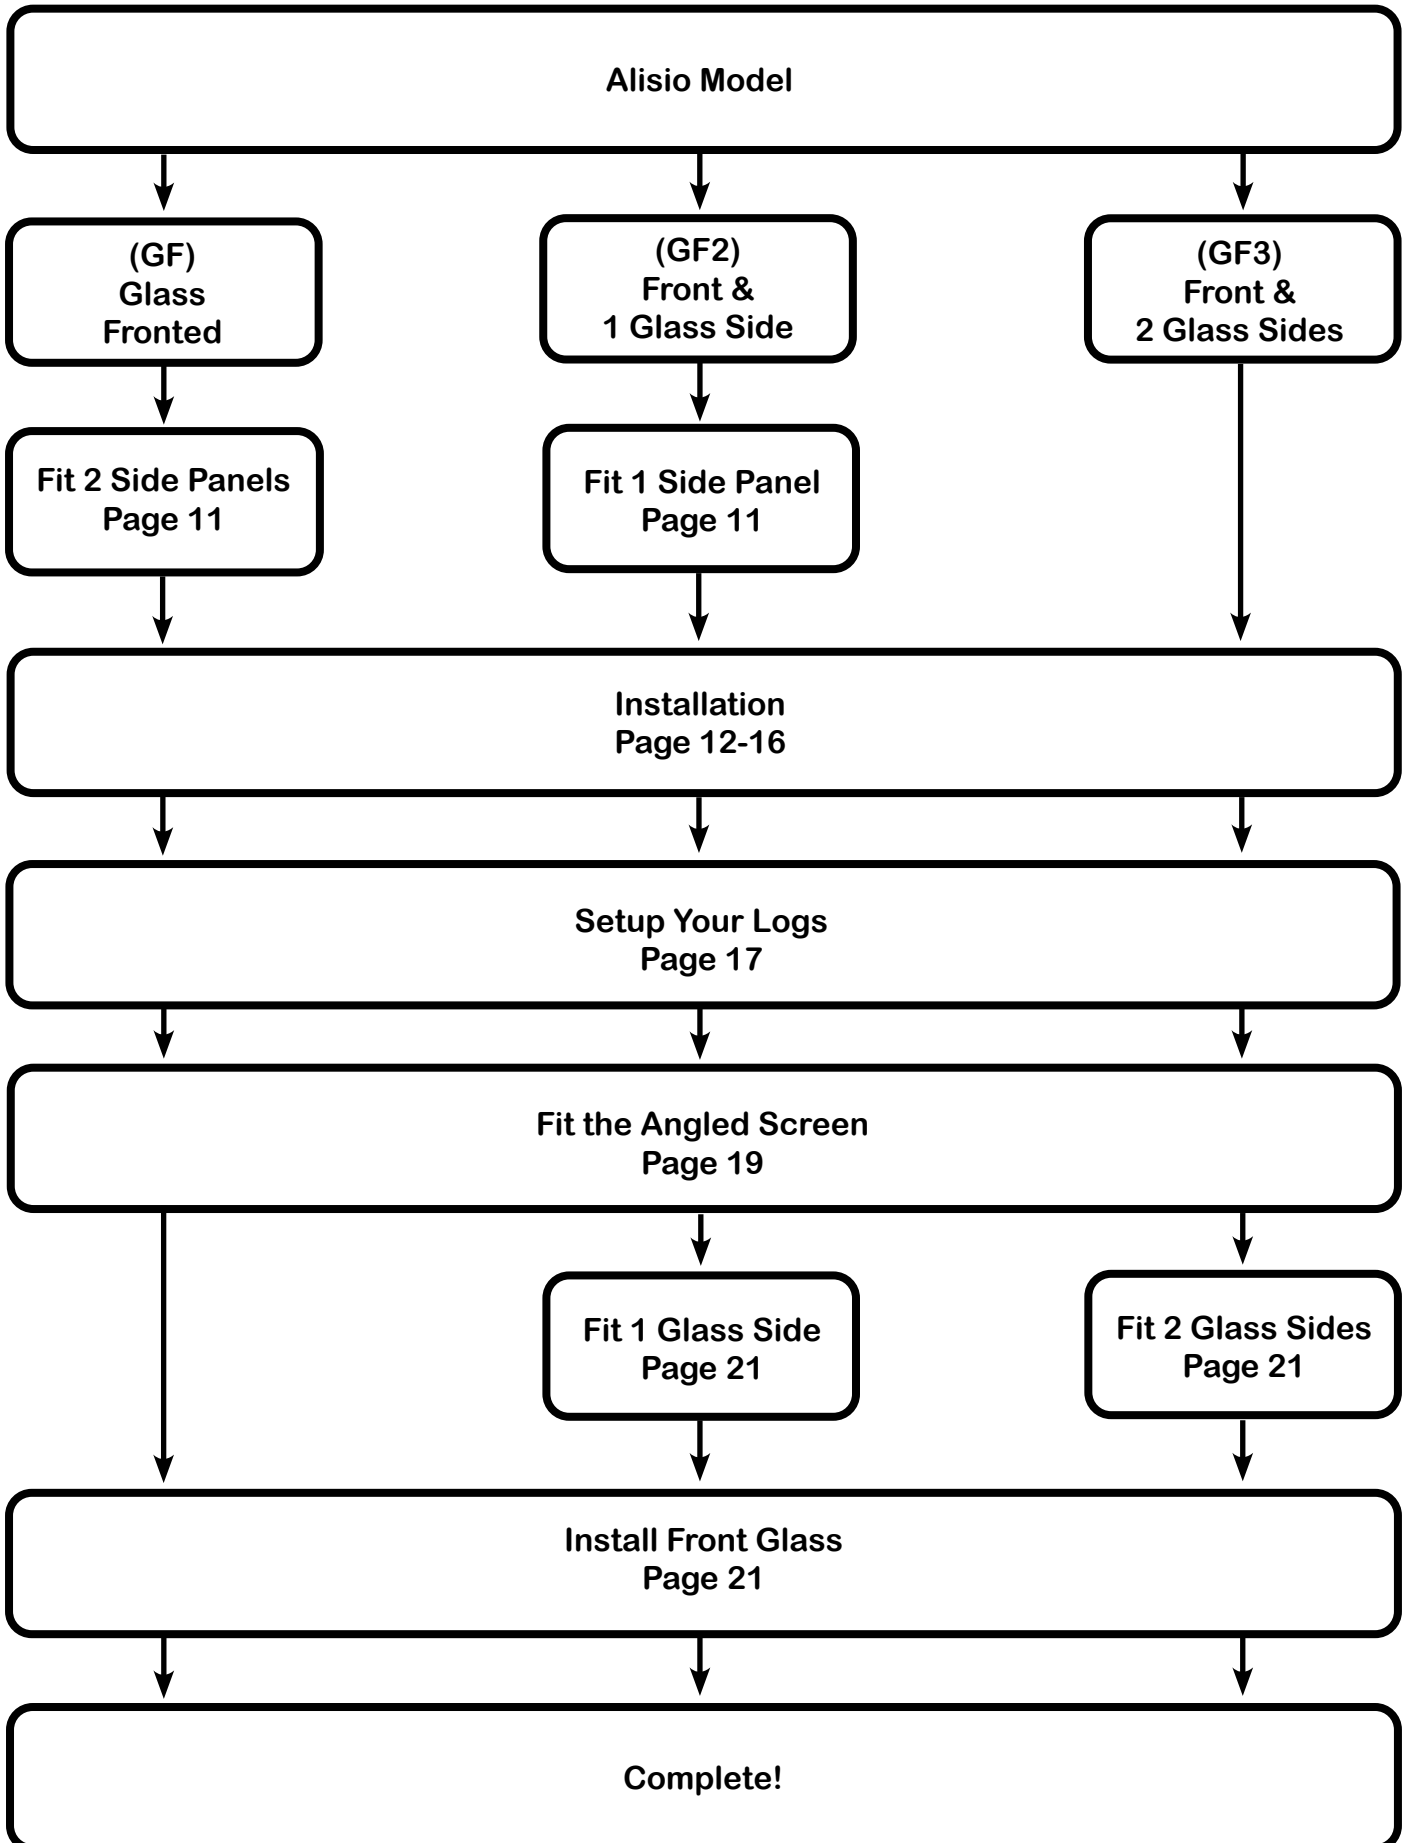 Alisio Model
(GF)
Glass
Fronted
(GF2)
Front &
1 Glass Side
(GF3)
Front &
2 Glass Sides
Fit 2 Side Panels
Page 11
Fit 1 Side Panel
Page 11
Installation
Page 12-16
Setup Your Logs
Page 17
Fit the Angled Screen
Page 19
Fit 1 Glass Side
Page 21
Fit 2 Glass Sides
Page 21
Install Front Glass
Page 21
Complete!